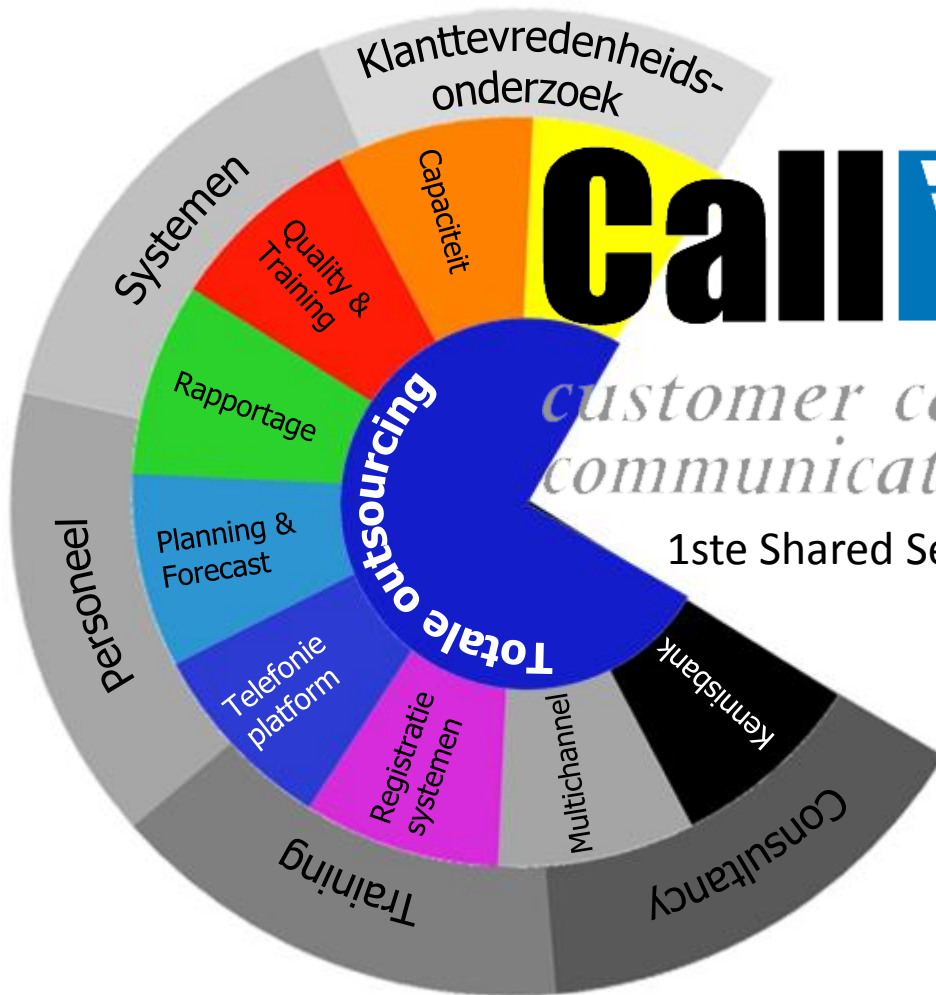 Klanttevredenheids-
onderzoek
Systemen
Personeel
Training
Consultancy
Capaciteit
Quality &
Training
Rapportage
Planning &
Forecast
Telefonie
platform
Registratie
systemen
Multichannel
Kennisbank
Totale outsourcing
Call
customer
communicat
1ste Shared